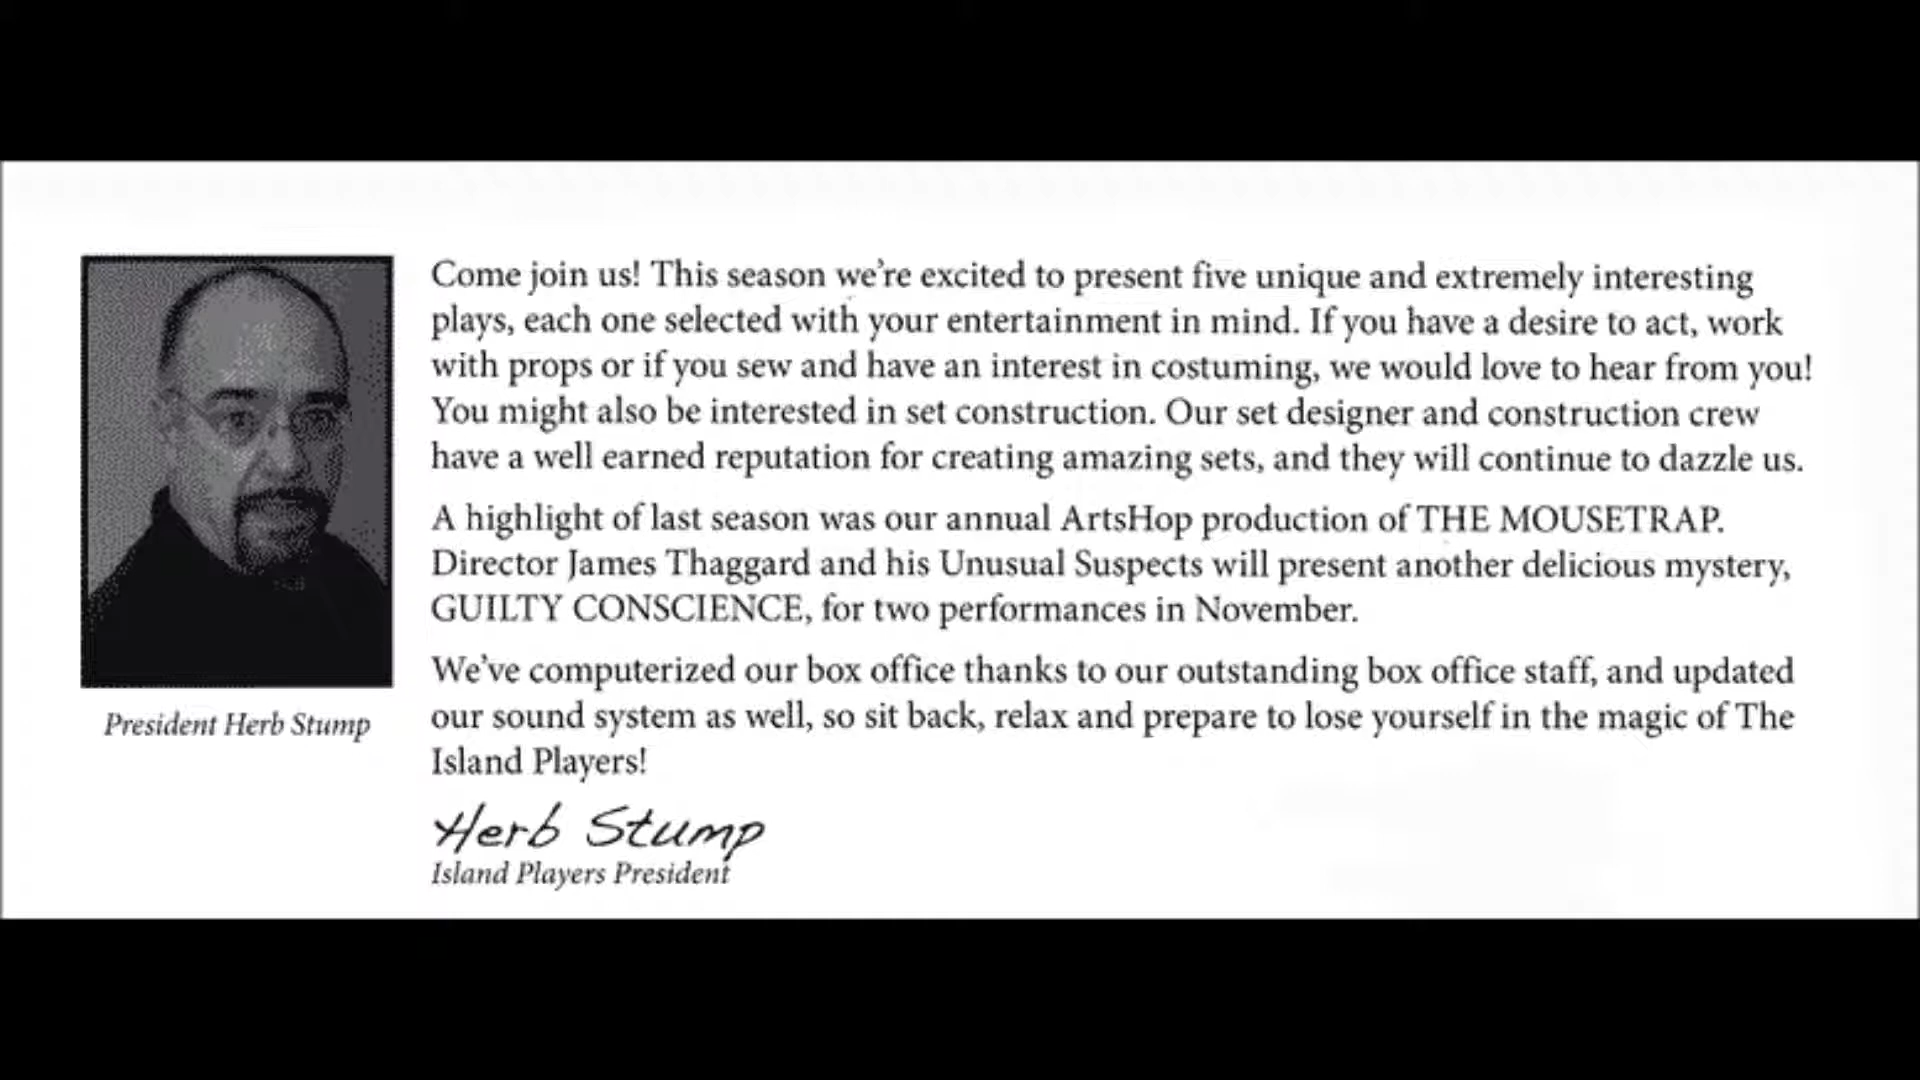 Come join us! This season we're excited to present five unique and extremely interesting
plays, each one selected with your entertainment in mind. If you have a desire to act, work
with props or if you sew and have an interest in costuming, we would love to hear from you!
You might also be interested in set construction. Our set designer and construction crew
have a well earned reputation for creating amazing sets, and they will continue to dazzle us.
A highlight of last season was our annual ArtsHop production of THE MOUSETRAP.
Director James Thaggard and his Unusual Suspects will present another delicious mystery,
GUILTY CONSCIENCE, for two performances in November.
We've computerized our box office thanks to our outstanding box office staff, and updated
our sound system as well, so sit back, relax and prepare to lose yourself in the magic of The
Island Players!
Herb Stump
Island Players President
President Herb Stump